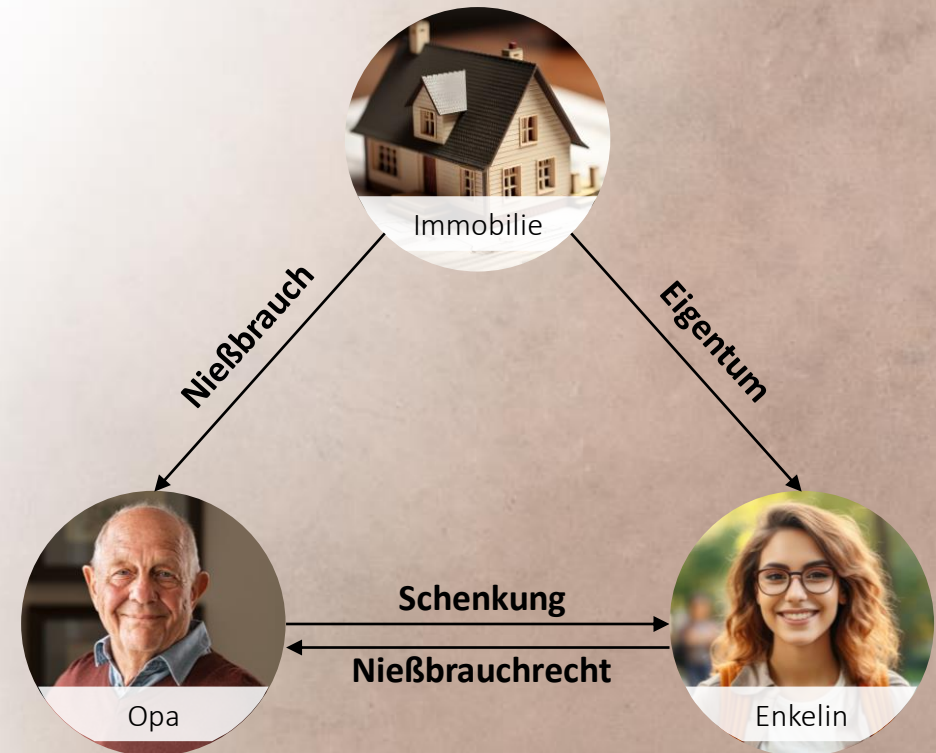 Immobilie
Nießbrauch
Eigentum
Schenkung
Nießbrauchrecht
Opa
Enkelin